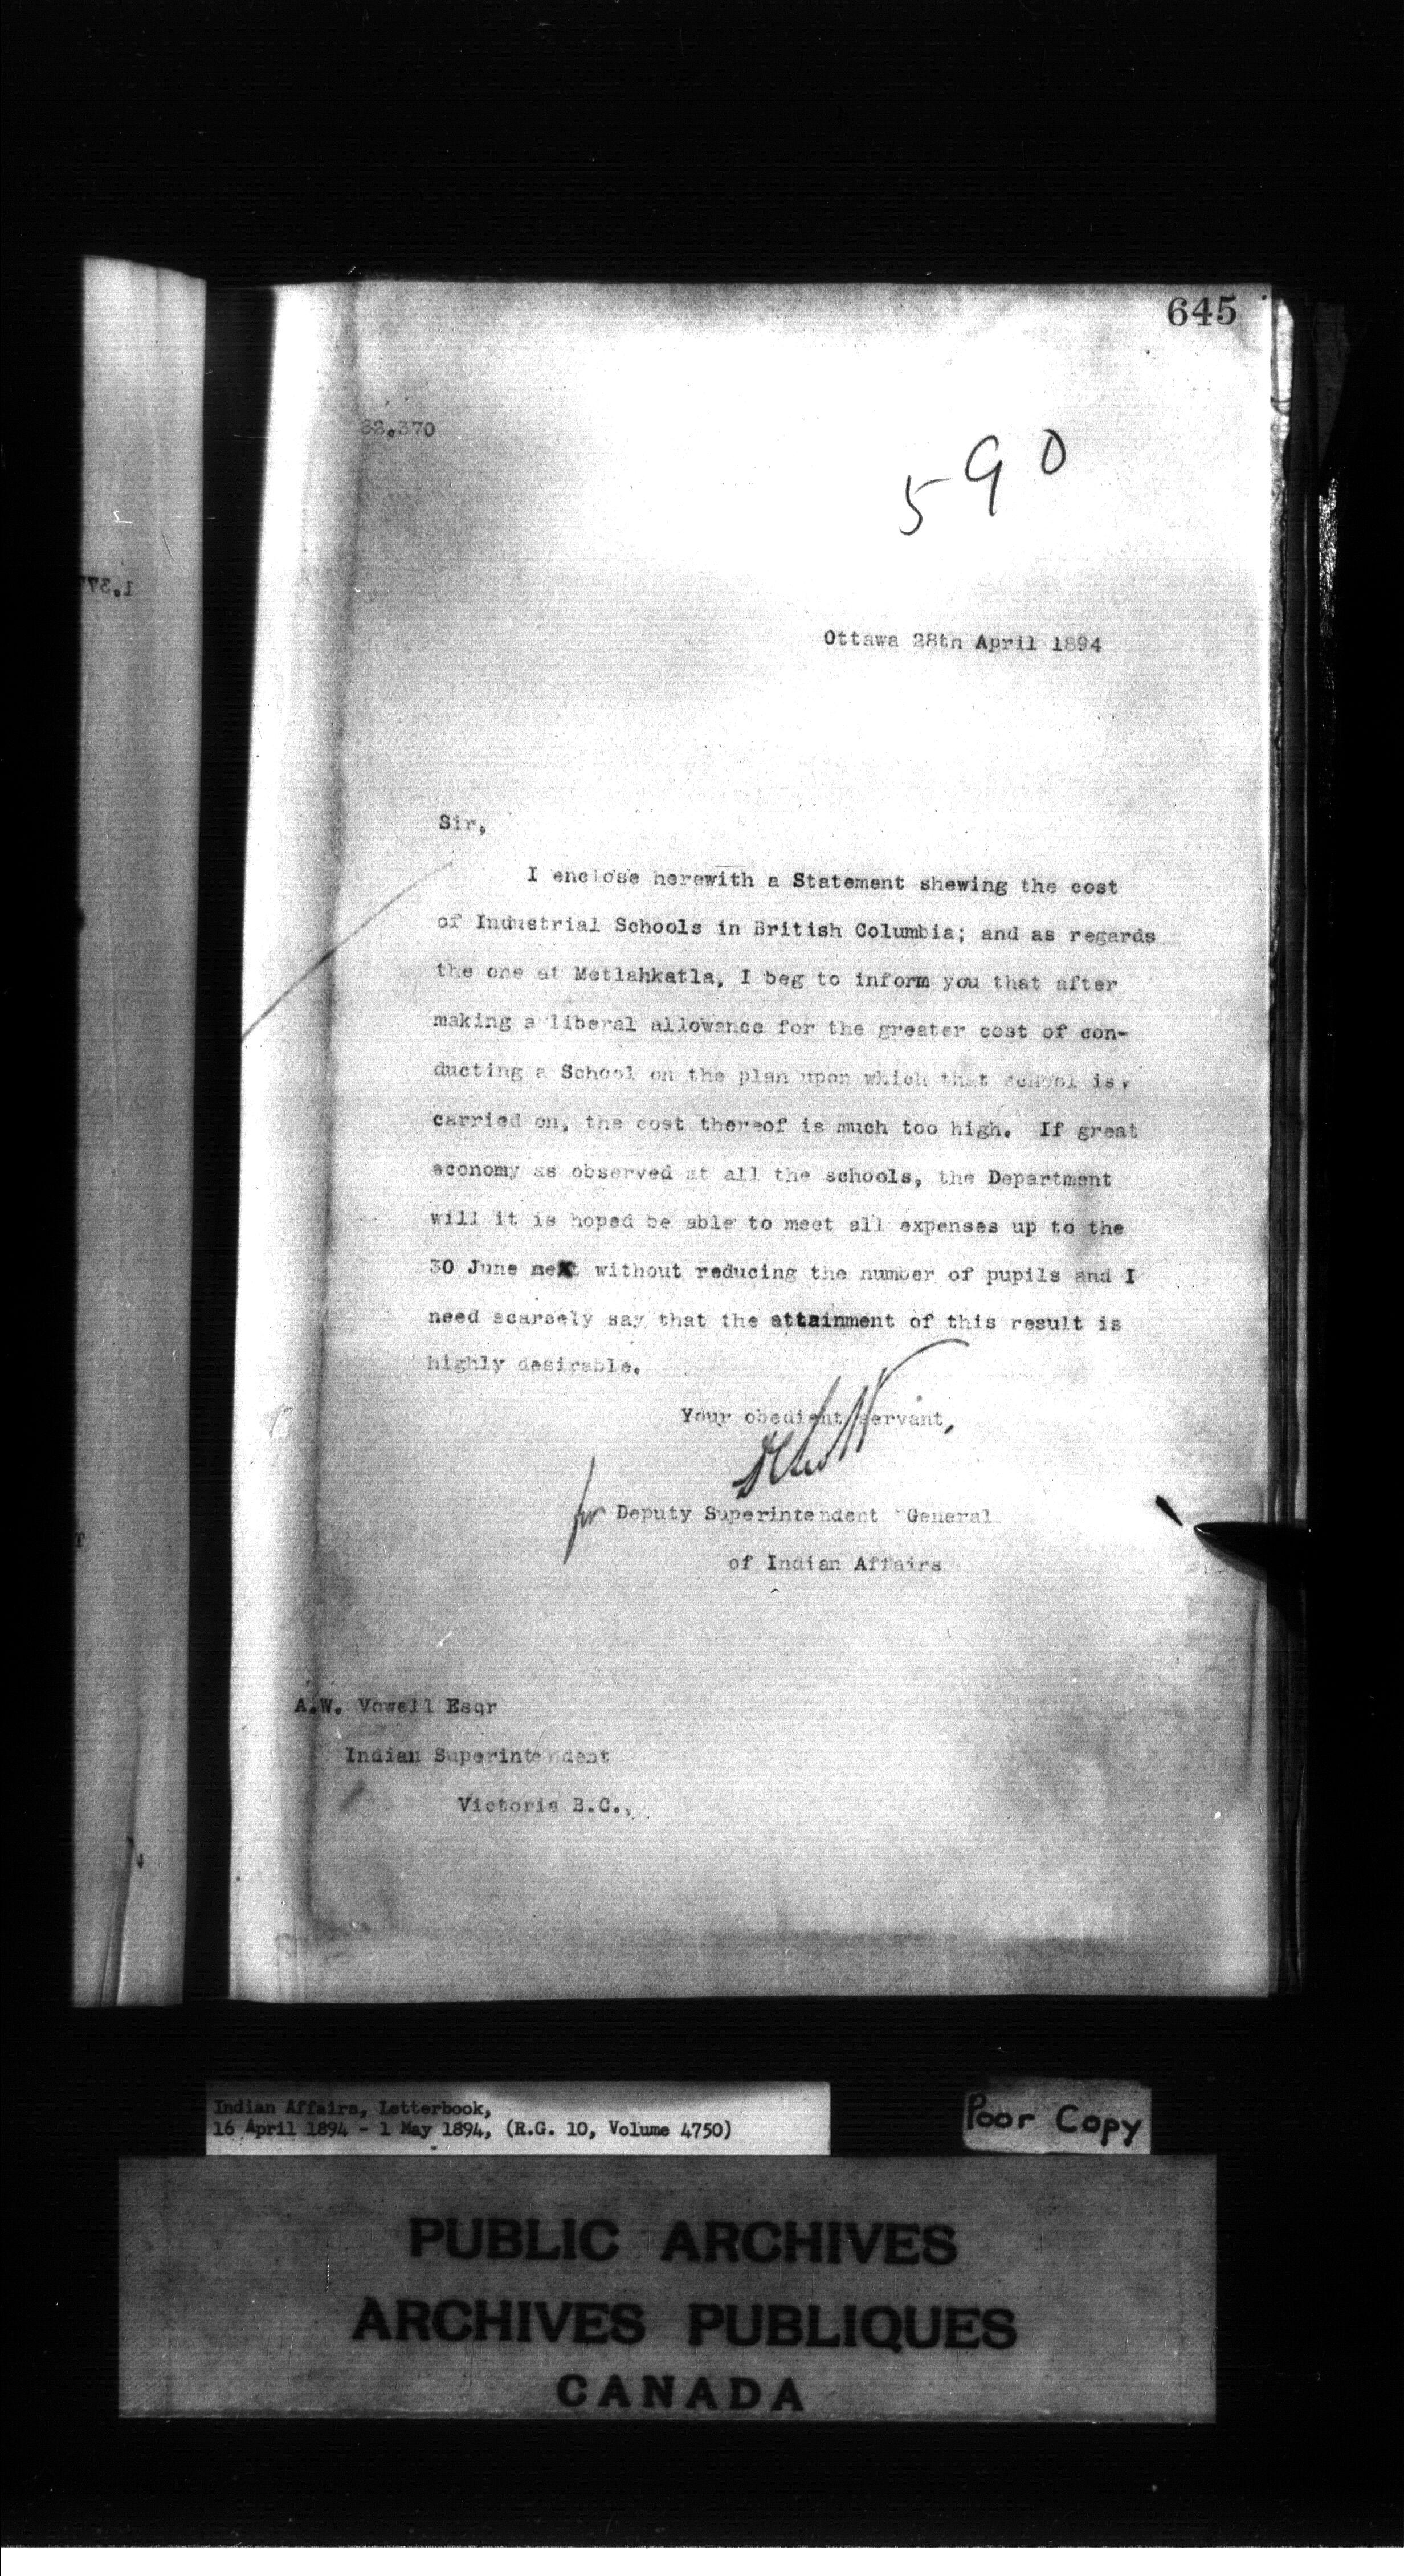 645
82.370
590
Ottawa 28th April 1894
Sir,
I enclose herewith a Statement shewing the cost
of Industrial Schools in British Columbia; and as regards
the one at Metlahkatla, I beg to inform you that after
making a liberal allowance for the greater cost of con-
ducting a School on the plan upon which that school is
carried on, the cost thereof is much too high. If great
economy as observed at all the schools, the Department
will it is hoped be able to meet all expenses up to the
30 June next without reducing the number of pupils and I
need scarcely say that the attainment of this result is
highly desirable.
Your obedient servant,
for Deputy Superintendent General
of Indian Affairs
A.W. Vowell Esqr
Indian Superintendent
Victoria B.C.,
Indian Affairs, Letterbook,
16 April 1894 - 1 May 1894, (R.G. 10, Volume 4750)
Poor Copy
PUBLIC ARCHIVES
ARCHIVES PUBLIQUES
CANADA